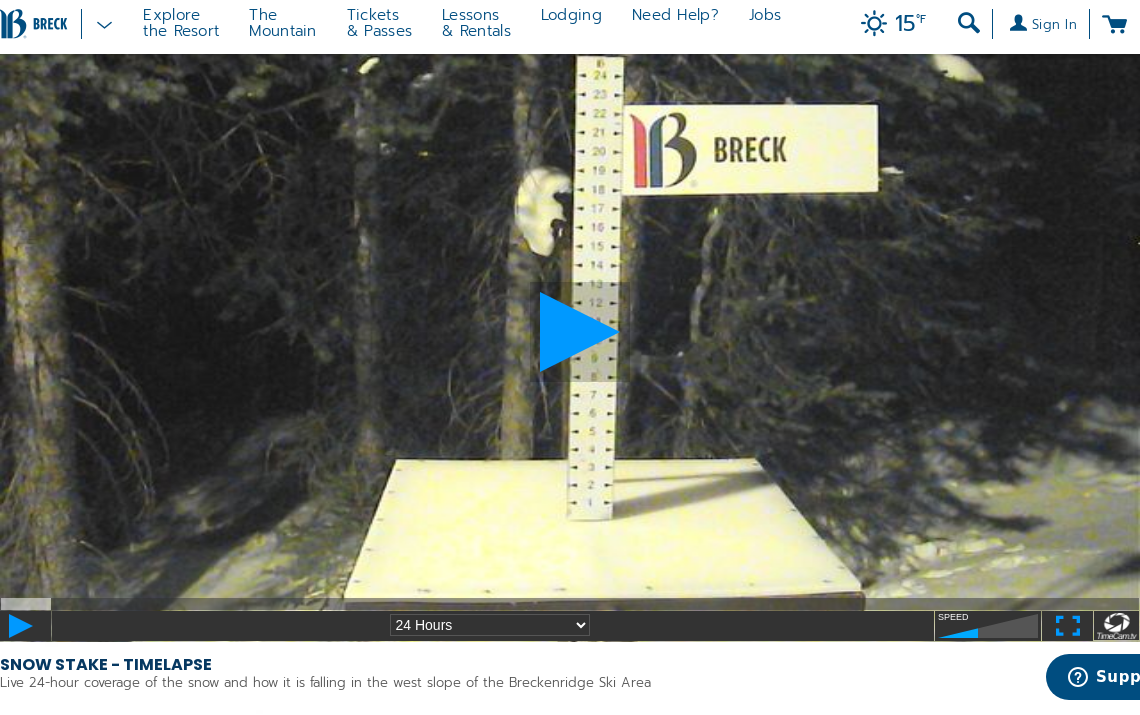 BRECK
Explore
the Resort
The
Mountain
Tickets
& Passes
Lessons
& Rentals
Lodging
Need Help?
Jobs
15 °F
Sign In
24
23
22
21
20
19
18
17
16
15
14
13
12
9
8
7
6
5
4
3
2
1
BRECK
24 Hours
SPEED
TimeCam.tv
SNOW STAKE - TIMELAPSE
Live 24-hour coverage of the snow and how it is falling in the west slope of the Breckenridge Ski Area
Supp